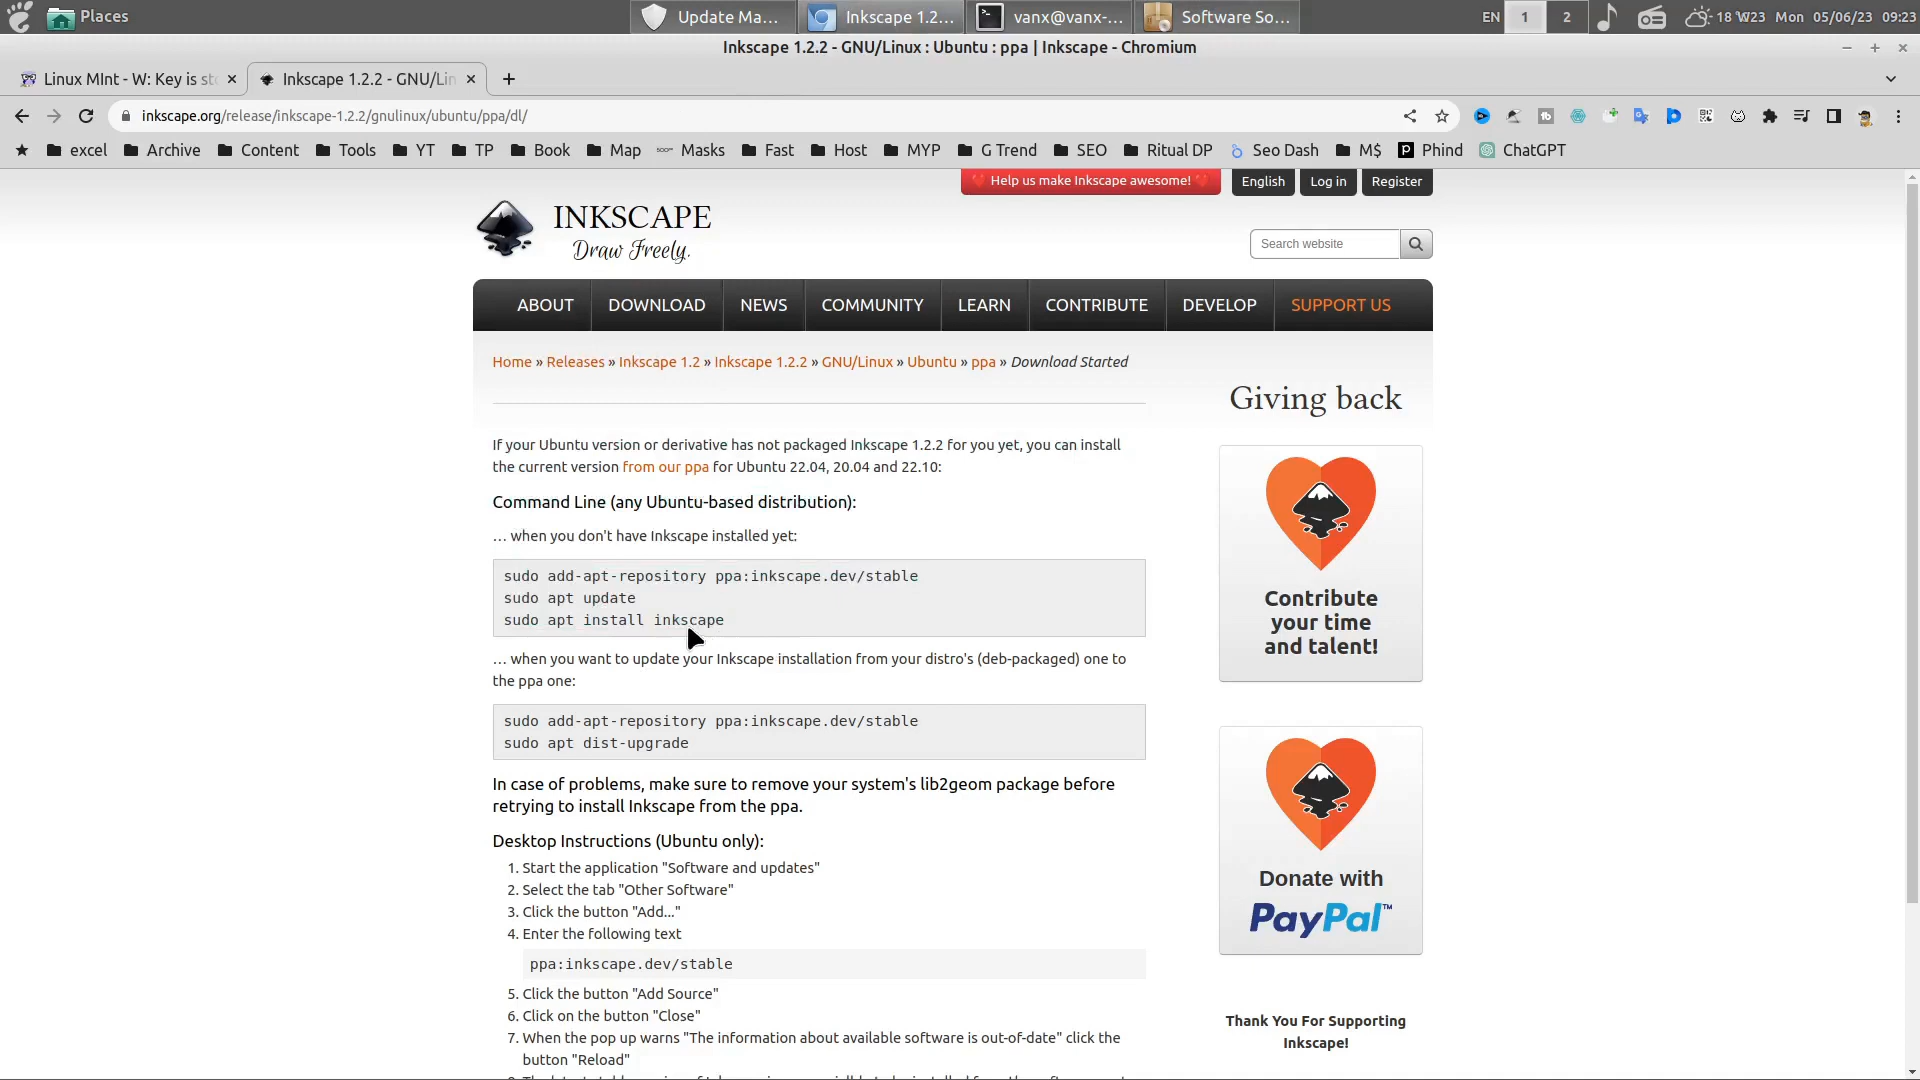 Places
Update Ma...
Inkscape 1.2...
vanx@vanx-...
Software So...
EN
1
2
18 °
W23 Mon 05/06/23 09:23
Inkscape 1.2.2 - GNU/Linux : Ubuntu : ppa | Inkscape - Chromium
Linux MInt - W: Key is st
Inkscape 1.2.2 - GNU/Lin
inkscape.org/release/inkscape-1.2.2/gnulinux/ubuntu/ppa/dl/
excel
Archive
Content
Tools
YT
TP
Book
Map
Masks
Fast
Host
MYP
G Trend
SEO
Ritual DP
Seo Dash
M$
Phind
ChatGPT
Help us make Inkscape awesome!
English
Log in
Register
INKSCAPE
Draw Freely.
Search website
ABOUT
DOWNLOAD
NEWS
COMMUNITY
LEARN
CONTRIBUTE
DEVELOP
SUPPORT US
Home » Releases » Inkscape 1.2 » Inkscape 1.2.2 » GNU/Linux » Ubuntu » ppa » Download Started
If your Ubuntu version or derivative has not packaged Inkscape 1.2.2 for you yet, you can install
the current version from our ppa for Ubuntu 22.04, 20.04 and 22.10:
Command Line (any Ubuntu-based distribution):
… when you don't have Inkscape installed yet:
sudo add-apt-repository ppa:inkscape.dev/stable
sudo apt update
sudo apt install inkscape
… when you want to update your Inkscape installation from your distro's (deb-packaged) one to
the ppa one:
sudo add-apt-repository ppa:inkscape.dev/stable
sudo apt dist-upgrade
In case of problems, make sure to remove your system's lib2geom package before
retrying to install Inkscape from the ppa.
Desktop Instructions (Ubuntu only):
1. Start the application "Software and updates"
2. Select the tab "Other Software"
3. Click the button "Add..."
4. Enter the following text
ppa:inkscape.dev/stable
5. Click the button "Add Source"
6. Click on the button "Close"
7. When the pop up warns "The information about available software is out-of-date" click the
button "Reload"
Giving back
Contribute
your time
and talent!
Donate with
PayPal™
Thank You For Supporting
Inkscape!